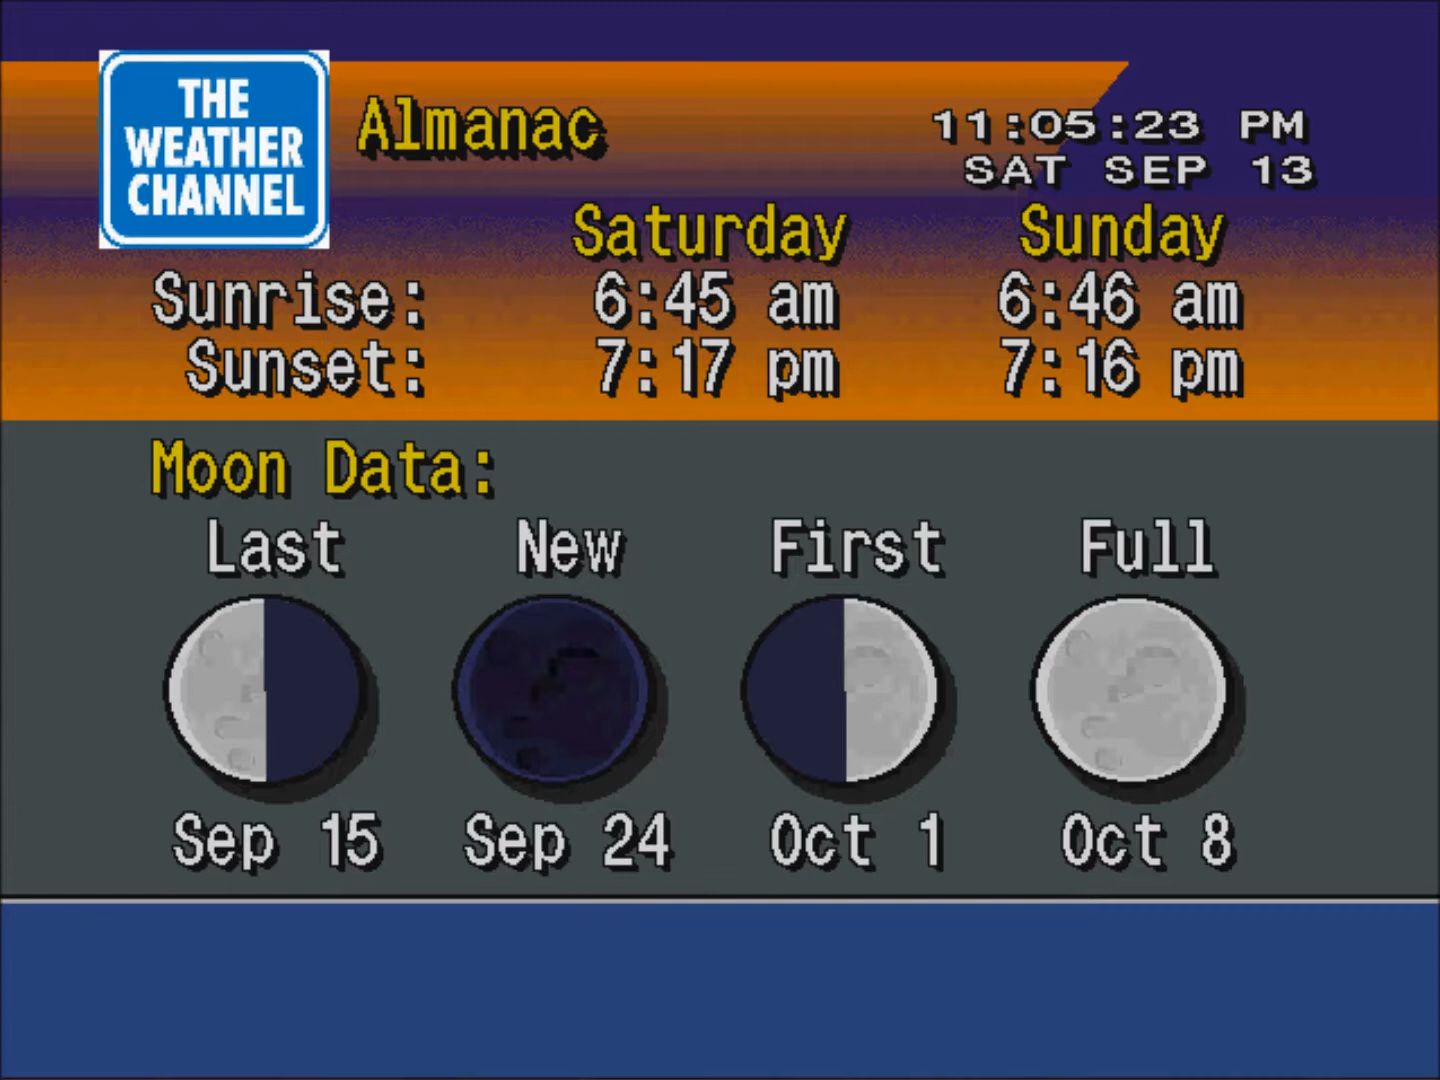 THE
WEATHER
CHANNEL
Almanac
11:05:23 PM
SAT SEP 13
Saturday Sunday
Sunrise: 6:45 am 6:46 am
Sunset: 7:17 pm 7:16 pm
Moon Data:
Last New First Full
Sep 15 Sep 24 Oct 1 Oct 8